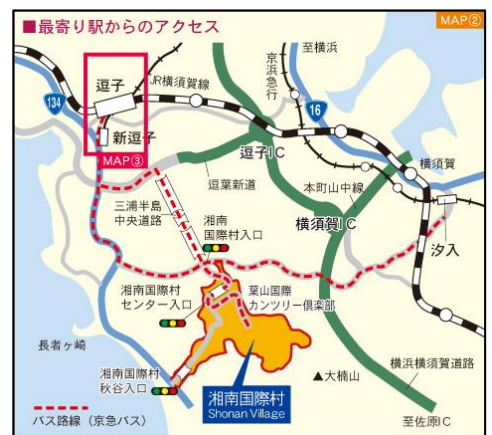 ■最寄り駅からのアクセス
MAP②
至横浜
京浜急行
JR横須賀線
134
逗子
16
新逗子
MAP③
逗子IC
横須賀
逗葉新道
本町山中線
三浦半島
中央道路
湘南
国際村入口
横須賀IC
汐入
湘南国際村
センター入口
葉山国際
カンツリー倶楽部
長者ヶ崎
湘南国際村
秋谷入口
湘南国際村
Shonan Village
▲大楠山
横浜横須賀道路
バス路線（京急バス）
至佐原IC